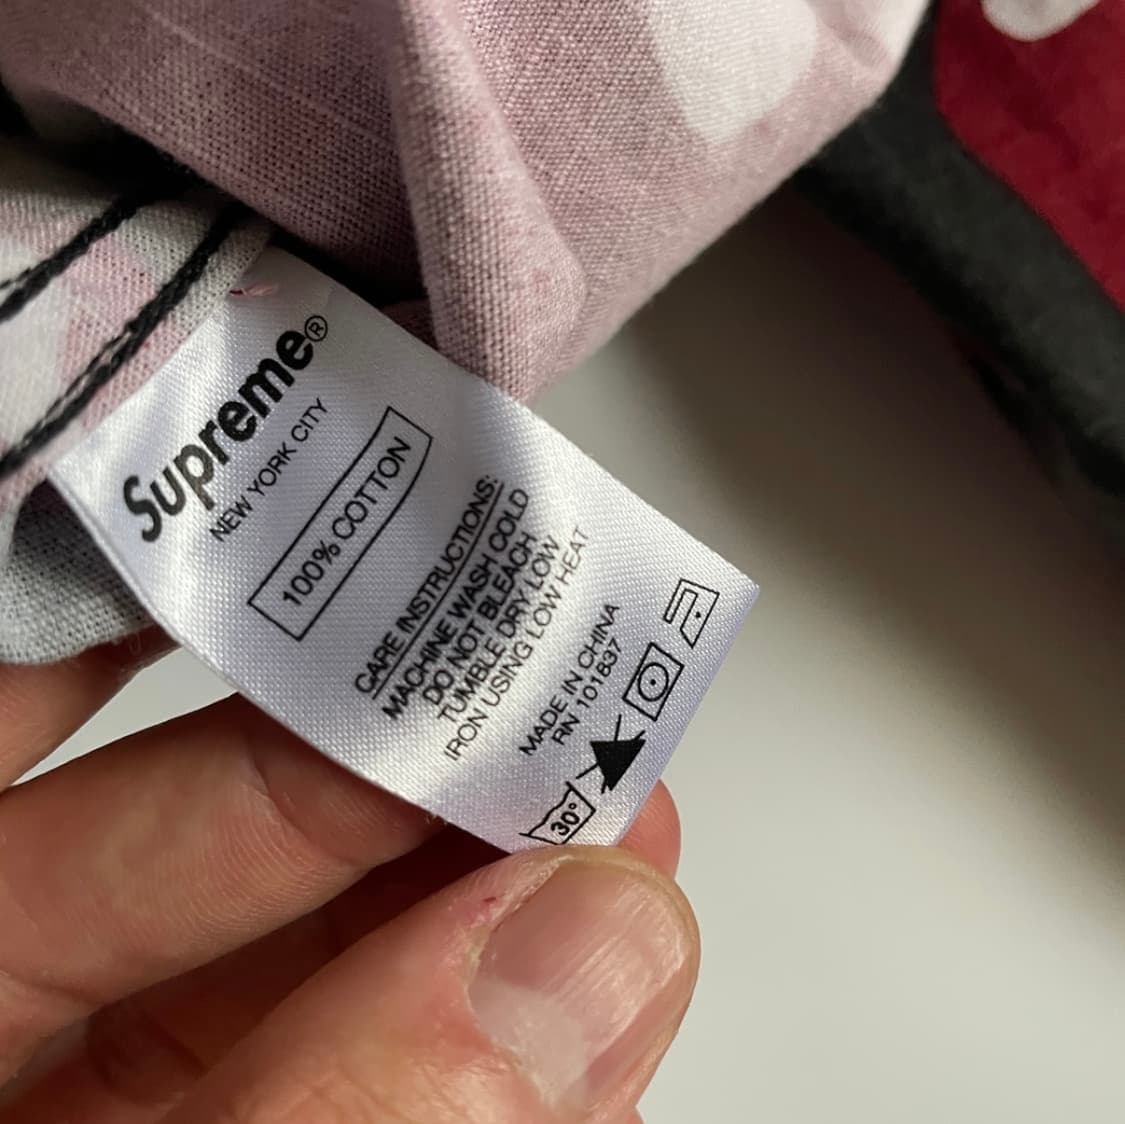 Supreme®
NEW YORK CITY
100% COTTON
CARE INSTRUCTIONS:
MACHINE WASH COLD
DO NOT BLEACH
TUMBLE DRY LOW
IRON USING LOW HEAT
MADE IN CHINA
RN 101837
30°